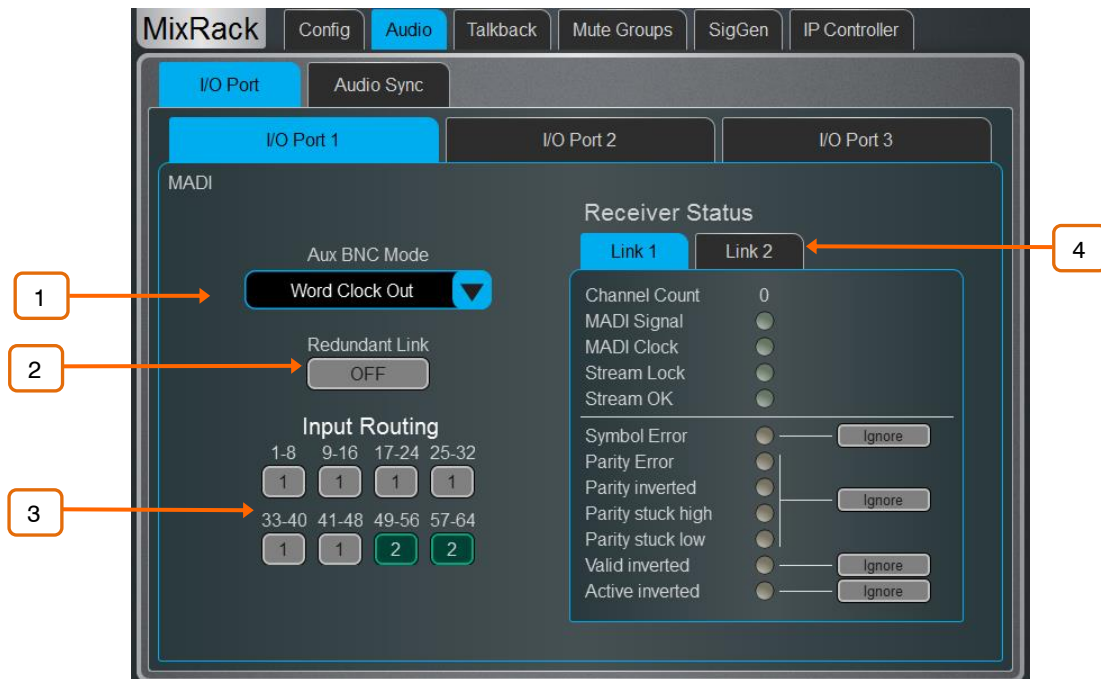 MixRack Config Audio Talkback Mute Groups SigGen IP Controller
I/O Port Audio Sync
I/O Port 1 I/O Port 2 I/O Port 3
MADI
Receiver Status
Link 1 Link 2
4
Aux BNC Mode
1
Word Clock Out
2
Redundant Link
OFF
Input Routing
1-8 9-16 17-24 25-32
1 1 1 1
3
33-40 41-48 49-56 57-64
1 1 2 2
Channel Count 0
MADI Signal
MADI Clock
Stream Lock
Stream OK
Symbol Error Ignore
Parity Error
Parity inverted
Ignore
Parity stuck high
Parity stuck low
Valid inverted Ignore
Active inverted Ignore